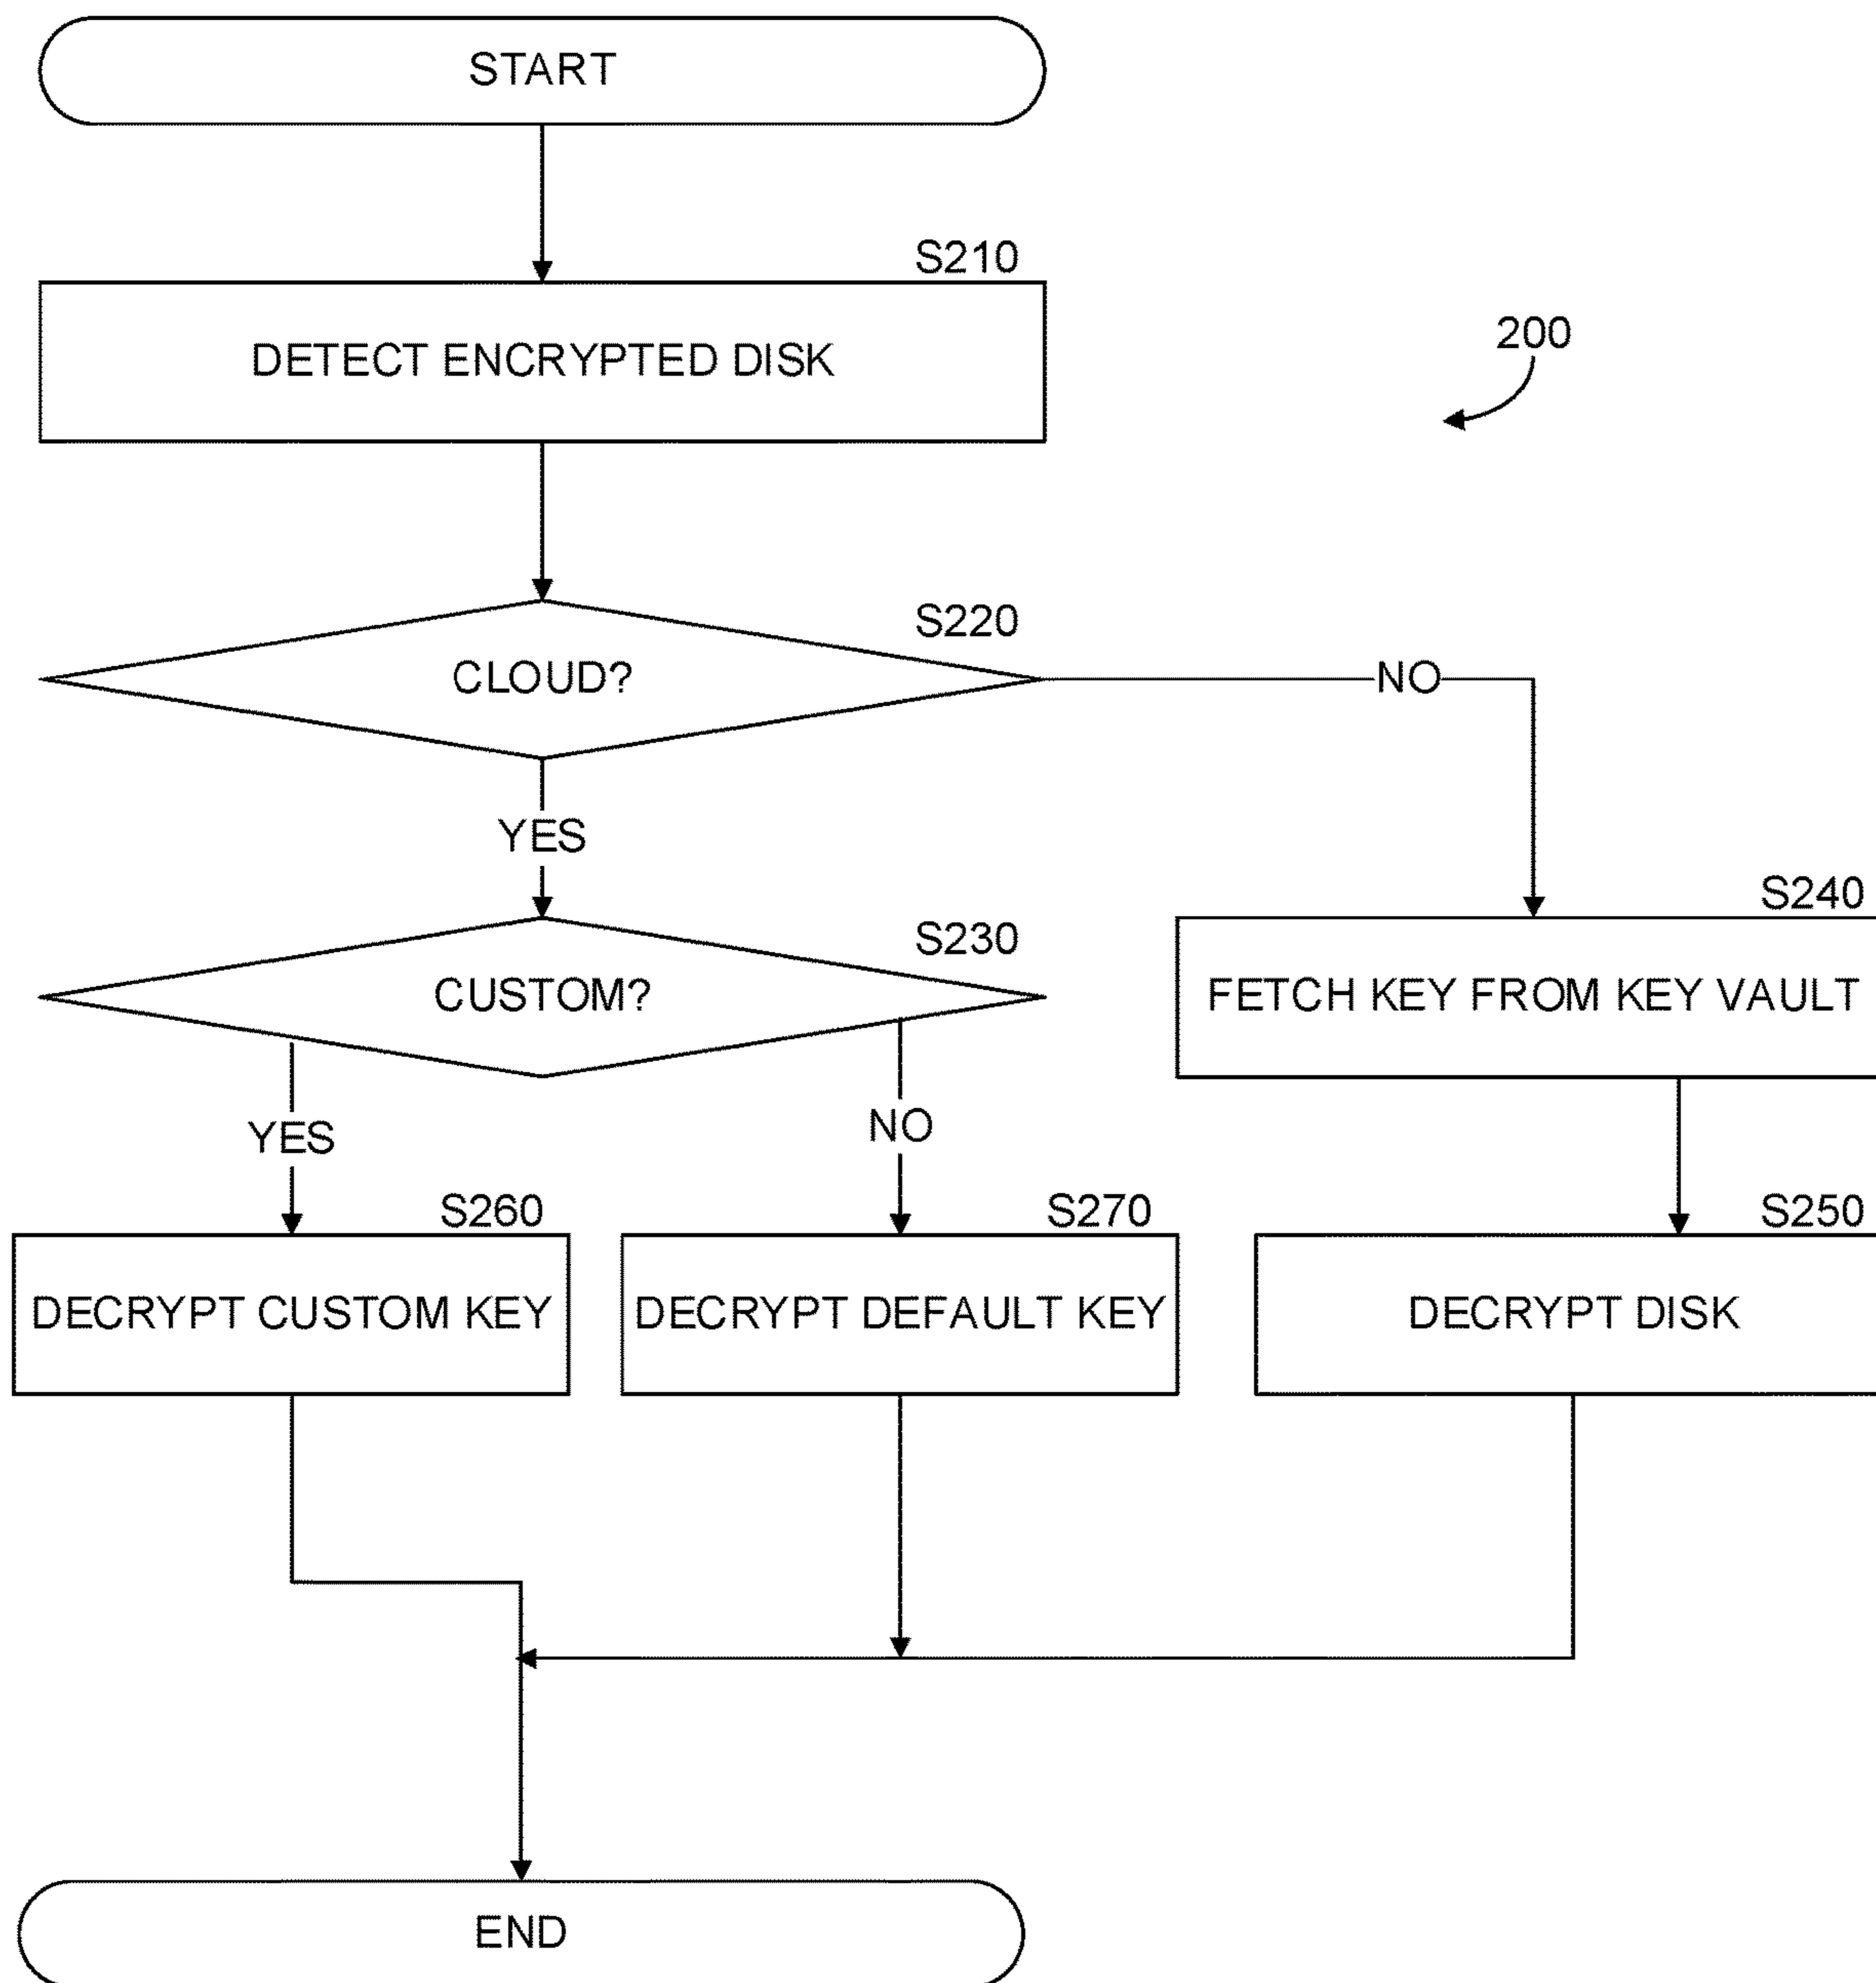 START
S210
DETECT ENCRYPTED DISK
200
S220
CLOUD?
NO
YES
S240
S230
CUSTOM?
FETCH KEY FROM KEY VAULT
YES
NO
S260
S270
S250
DECRYPT CUSTOM KEY
DECRYPT DEFAULT KEY
DECRYPT DISK
END